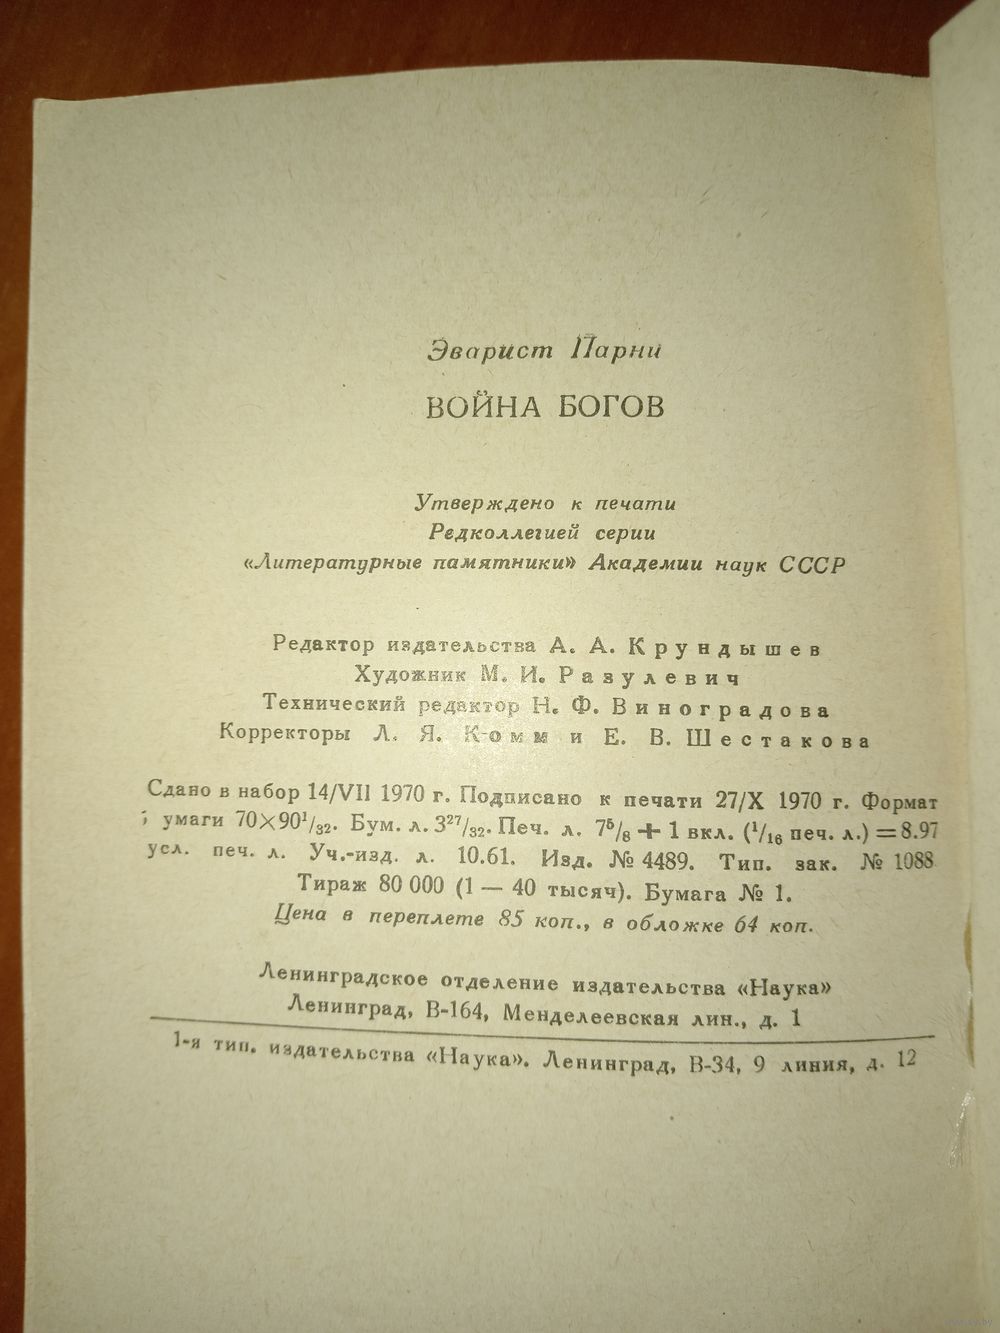 Эварист Парни
ВОЙНА БОГОВ
Утверждено к печати
Редколлегией серии
«Литературные памятники» Академии наук СССР
Редактор издательства А. А. Крундышев
Художник М. И. Разулевич
Технический редактор Н. Ф. Виноградова
Корректоры Л. Я. Комм и Е. В. Шестакова
Сдано в набор 14/VII 1970 г. Подписано к печати 27/X 1970 г. Формат
умаги 70×90¹/₃₂. Бум. л. 3²⁷/₃₂. Печ. л. 7⁵/₈ + 1 вкл. (¹/₁₆ печ. л.) = 8.97
усл. печ. л. Уч.-изд. л. 10.61. Изд. № 4489. Тип. зак. № 1088
Тираж 80 000 (1 — 40 тысяч). Бумага № 1.
Цена в переплете 85 коп., в обложке 64 коп.
Ленинградское отделение издательства «Наука»
Ленинград, В-164, Менделеевская лин., д. 1
1-я тип. издательства «Наука». Ленинград, В-34, 9 линия, д. 12